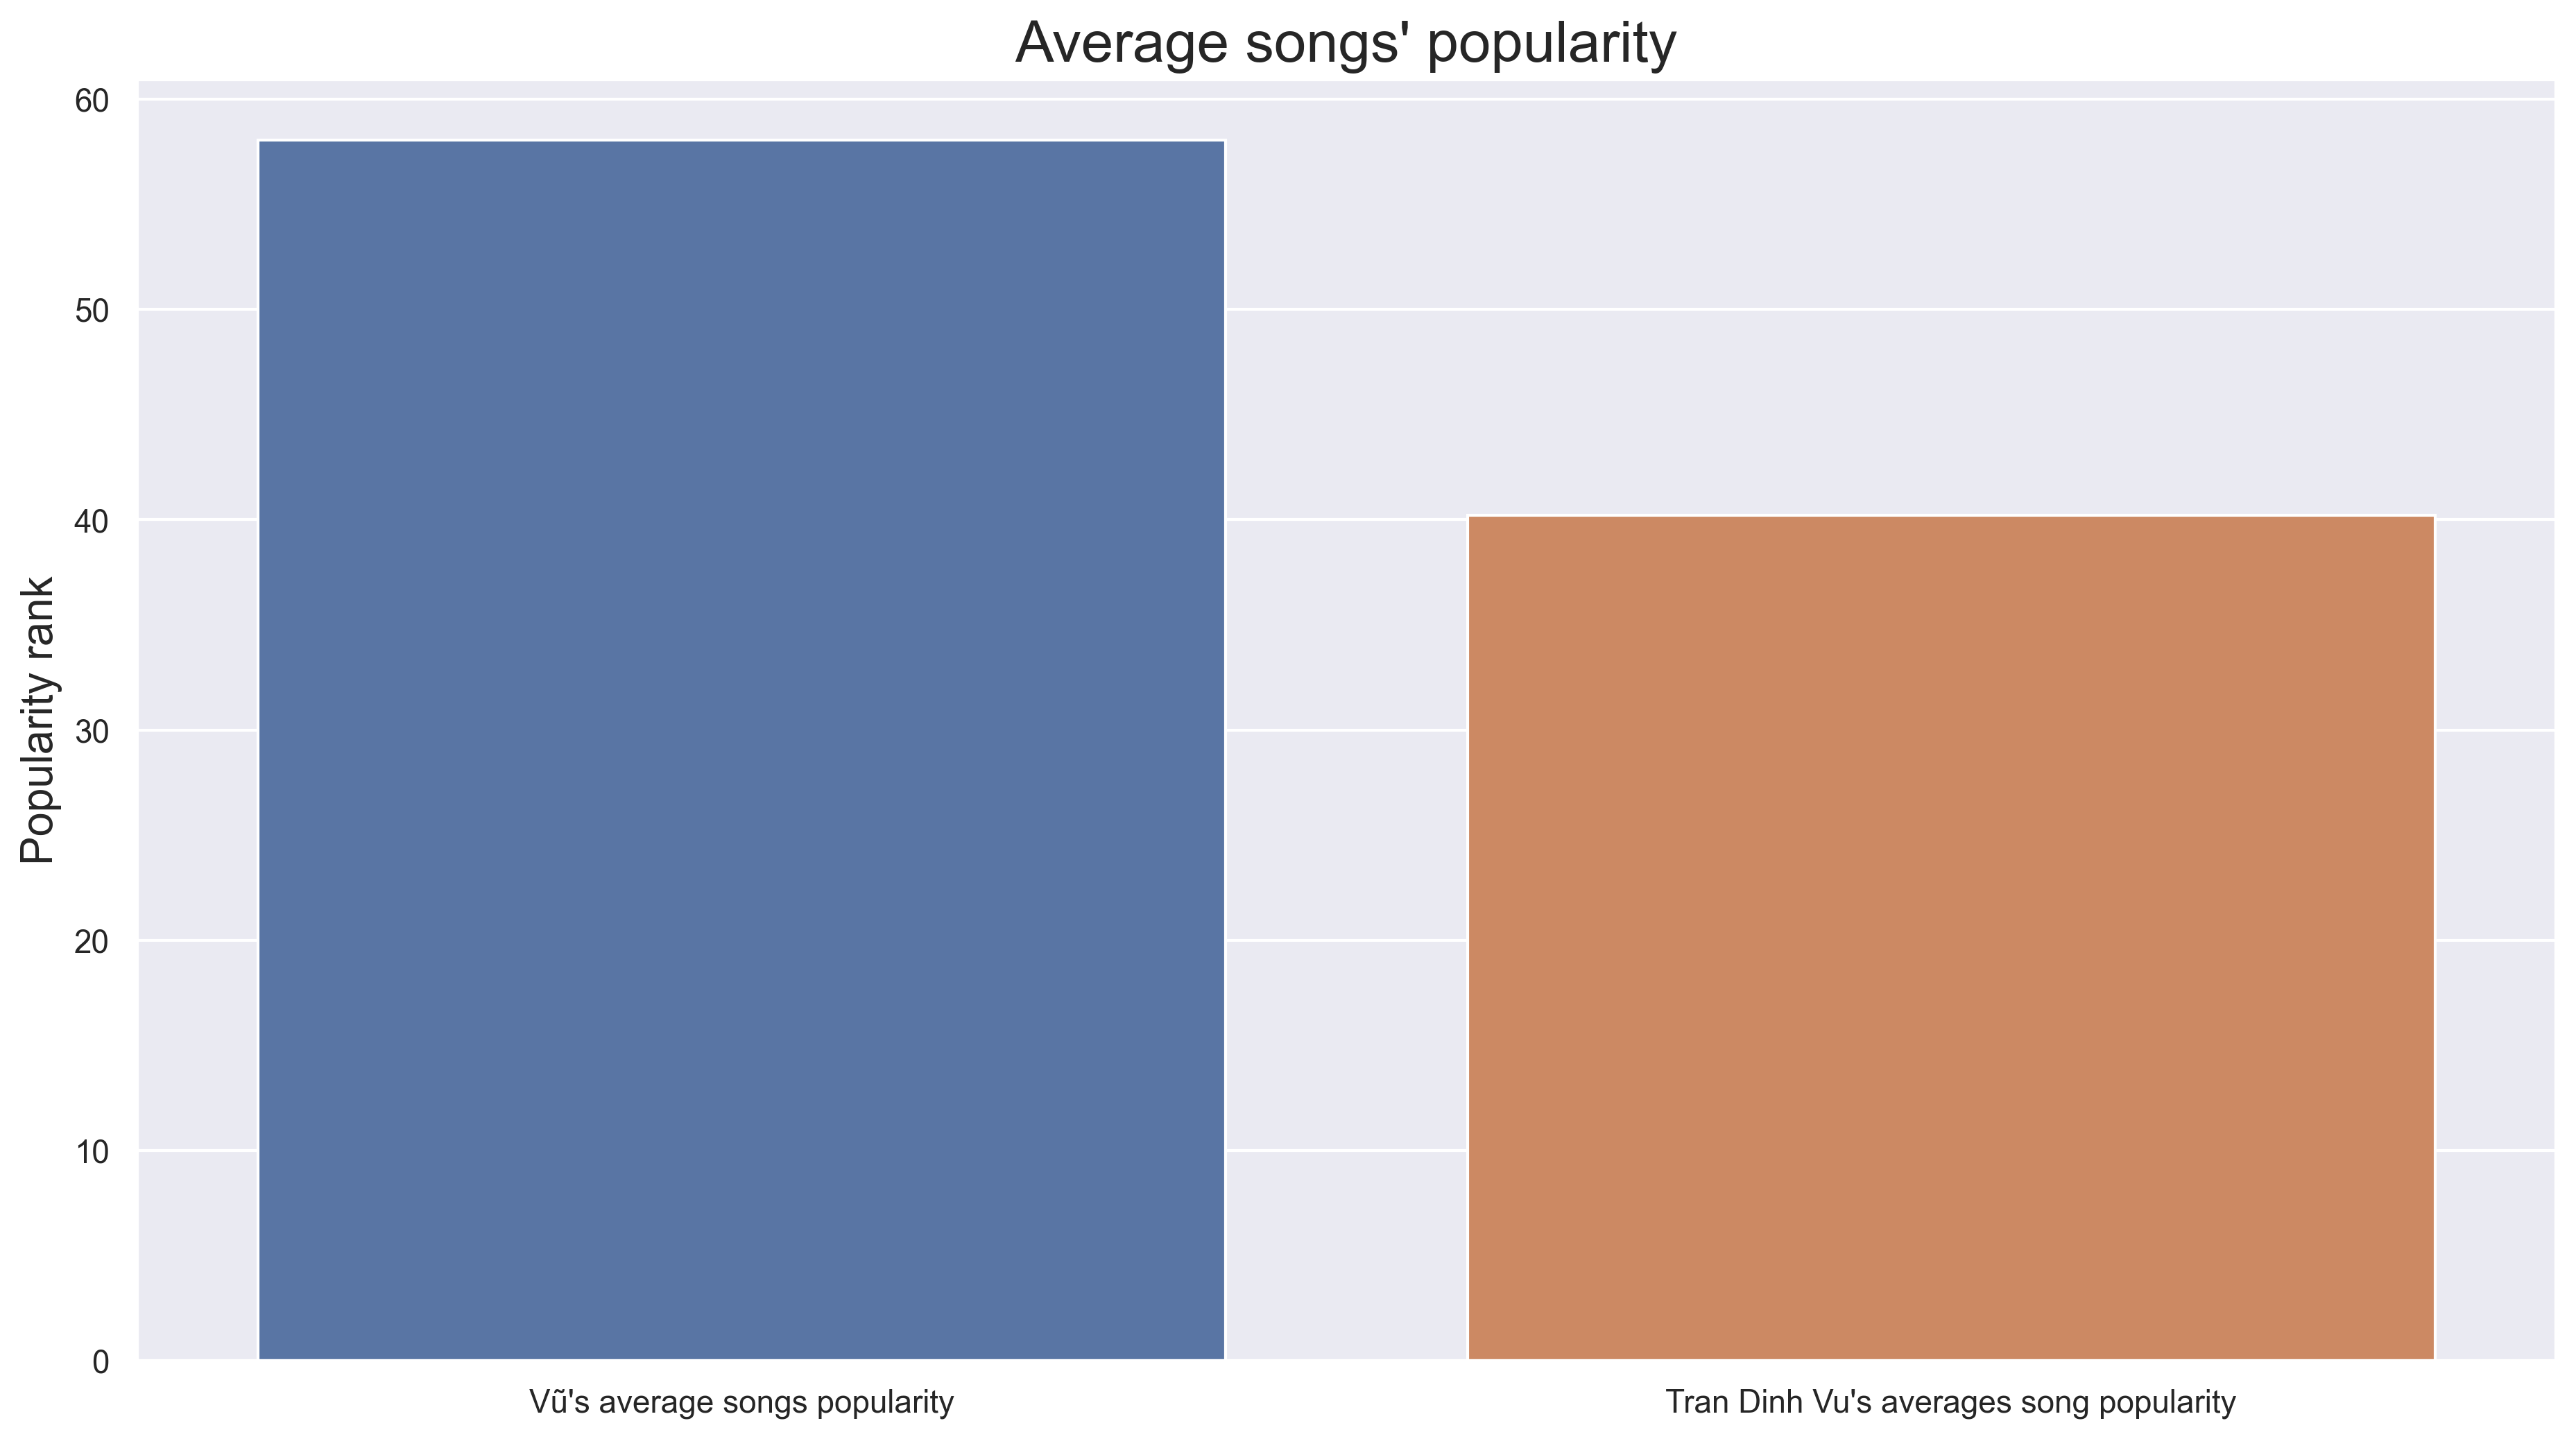 Average songs' popularity
Popularity rank
60
50
40
30
20
10
0
Vũ's average songs popularity
Tran Dinh Vu's averages song popularity